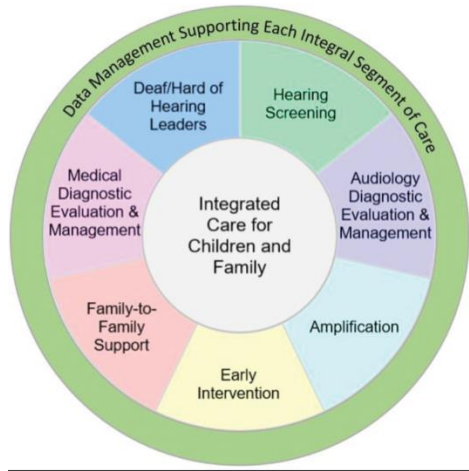 Data Management Supporting Each Integral Segment of Care
Deaf/Hard of
Hearing
Leaders
Hearing
Screening
Medical
Diagnostic
Evaluation &
Management
Integrated
Care for
Children and
Family
Audiology
Diagnostic
Evaluation &
Management
Family-to-
Family
Support
Amplification
Early
Intervention